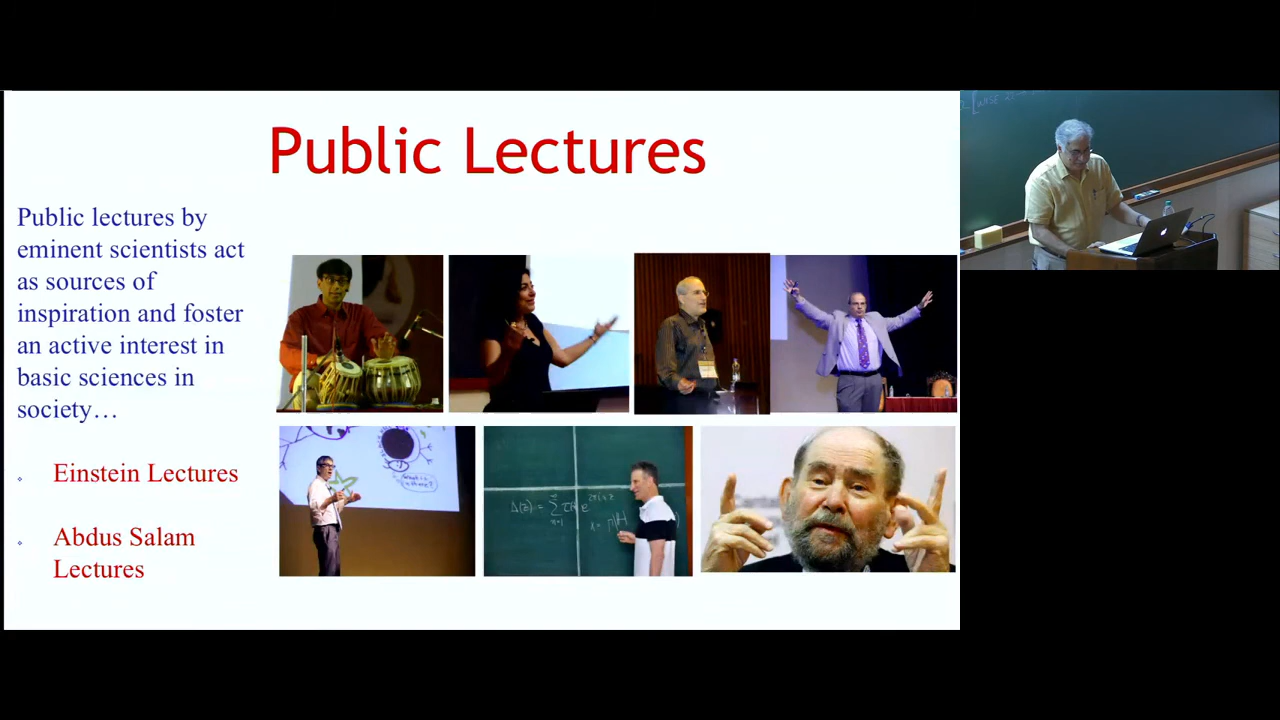 Public Lectures
Public lectures by
eminent scientists act
as sources of
inspiration and foster
an active interest in
basic sciences in
society…
Einstein Lectures
Abdus Salam
Lectures